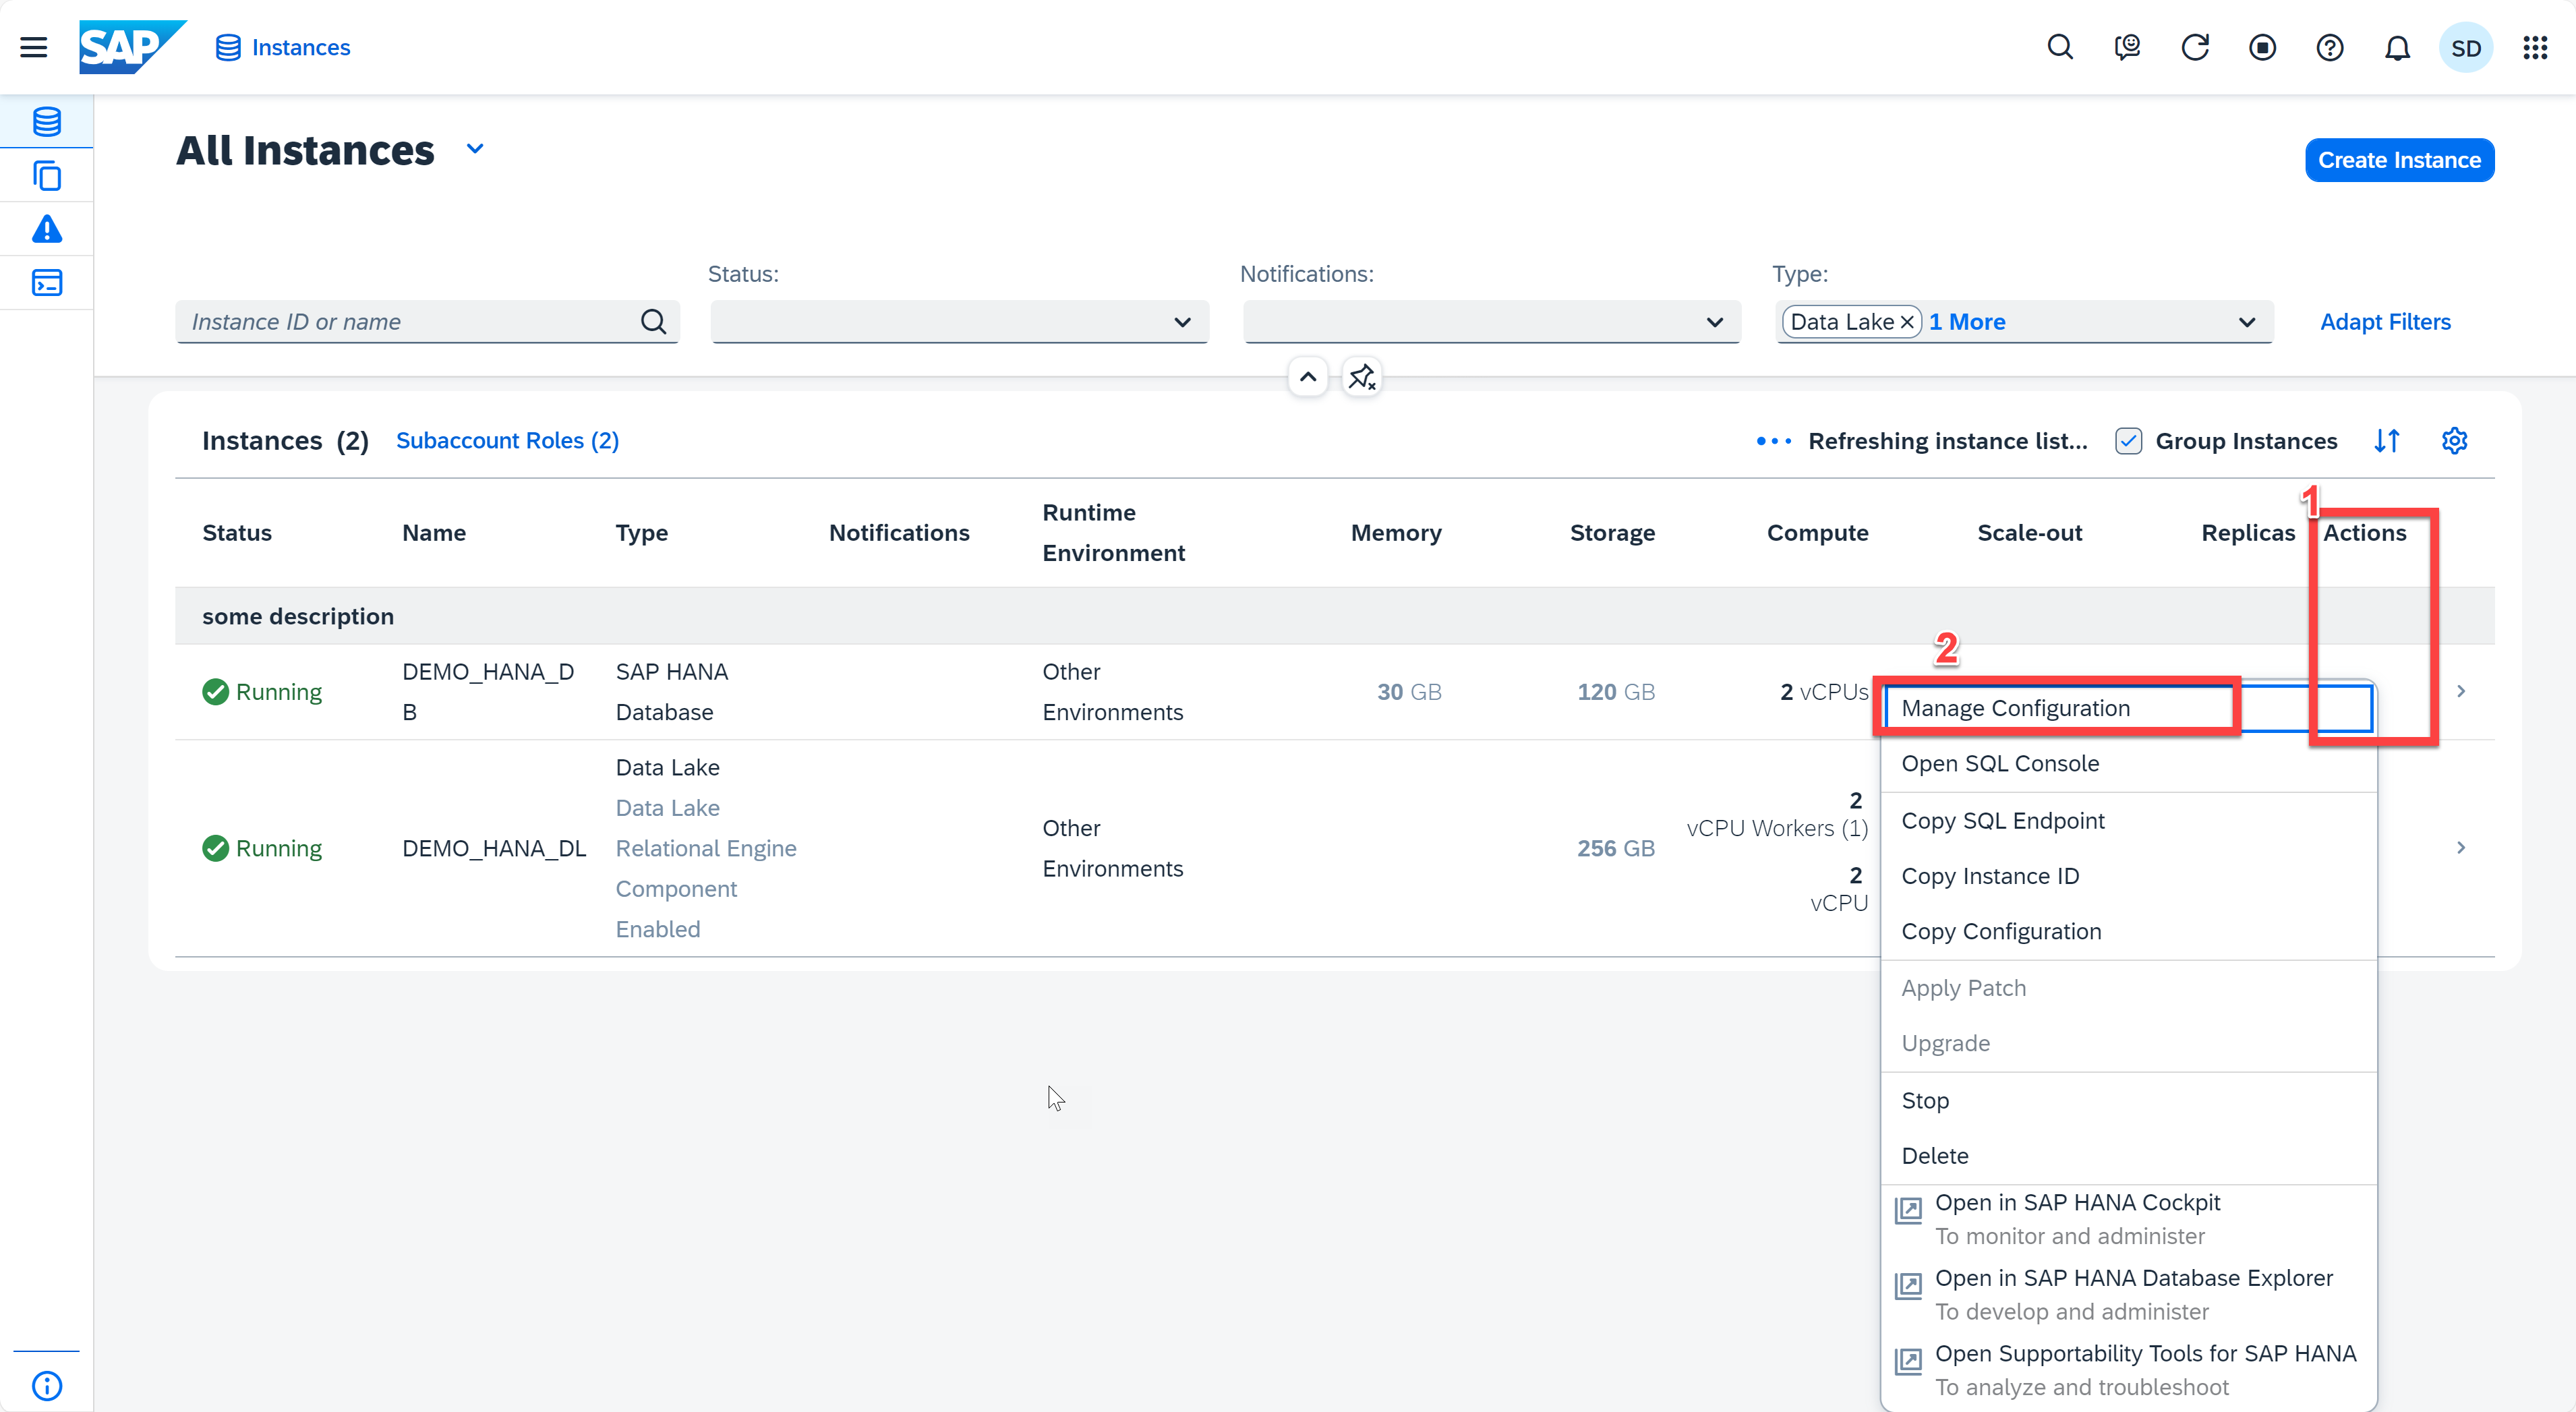 SAP
Instances
SD
All Instances
Create Instance
Status:
Notifications:
Type:
Instance ID or name
Data Lake
1 More
Adapt Filters
Instances (2)
Subaccount Roles (2)
Refreshing instance list...
Group Instances
1
Status
Name
Type
Notifications
Runtime
Environment
Memory
Storage
Compute
Scale-out
Replicas
Actions
some description
2
Running
DEMO_HANA_D
B
SAP HANA
Database
Other
Environments
30 GB
120 GB
2 vCPUs
Running
DEMO_HANA_DL
Data Lake
Data Lake
Relational Engine
Component
Enabled
Other
Environments
256 GB
2
vCPU Workers (1)
2
vCPU
Manage Configuration
Open SQL Console
Copy SQL Endpoint
Copy Instance ID
Copy Configuration
Apply Patch
Upgrade
Stop
Delete
Open in SAP HANA Cockpit
To monitor and administer
Open in SAP HANA Database Explorer
To develop and administer
Open Supportability Tools for SAP HANA
To analyze and troubleshoot